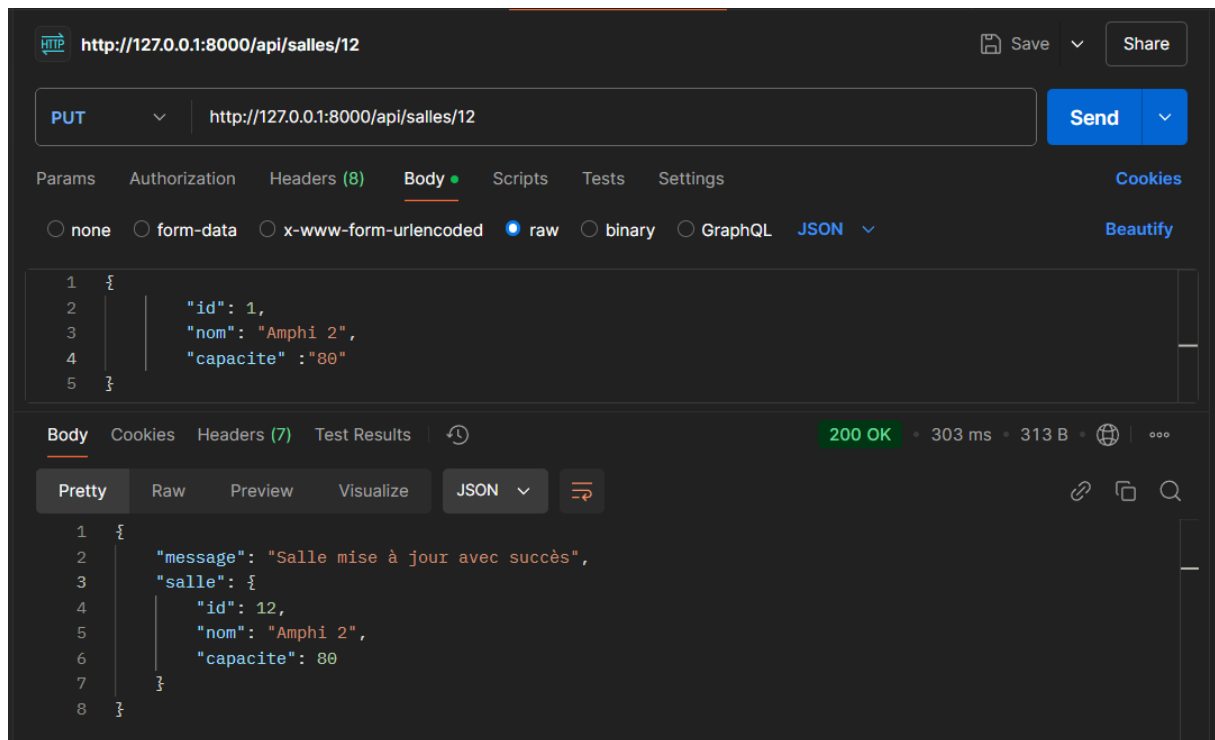 HTTP http://127.0.0.1:8000/api/salles/12 Save Share
PUT http://127.0.0.1:8000/api/salles/12 Send
Params Authorization Headers (8) Body Scripts Tests Settings Cookies
none form-data x-www-form-urlencoded raw binary GraphQL JSON Beautify
1 {
2 "id": 1,
3 "nom": "Amphi 2",
4 "capacite" :"80"
5 }
Body Cookies Headers (7) Test Results 200 OK 303 ms 313 B
Pretty Raw Preview Visualize JSON
1 {
2 "message": "Salle mise à jour avec succès",
3 "salle": {
4 "id": 12,
5 "nom": "Amphi 2",
6 "capacite": 80
7 }
8 }